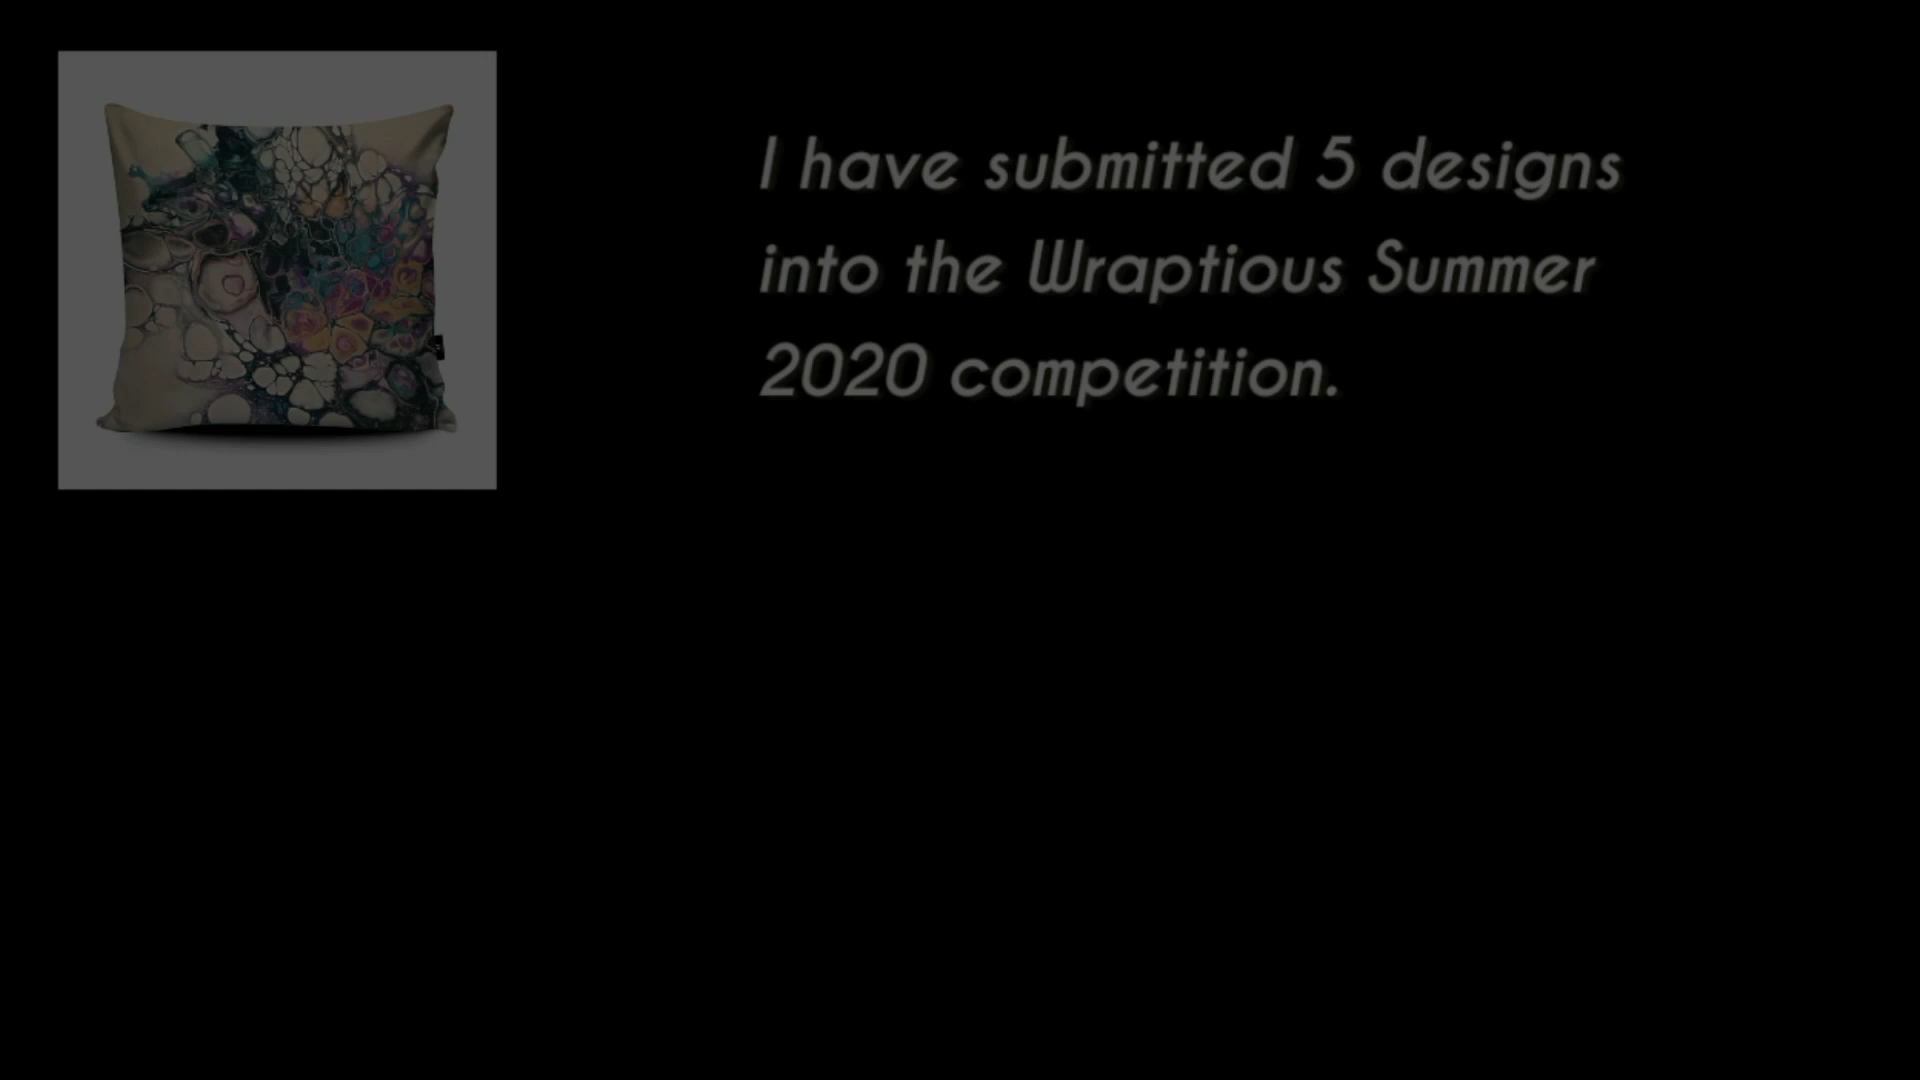 I have submitted 5 designs
into the Wraptious Summer
2020 competition.